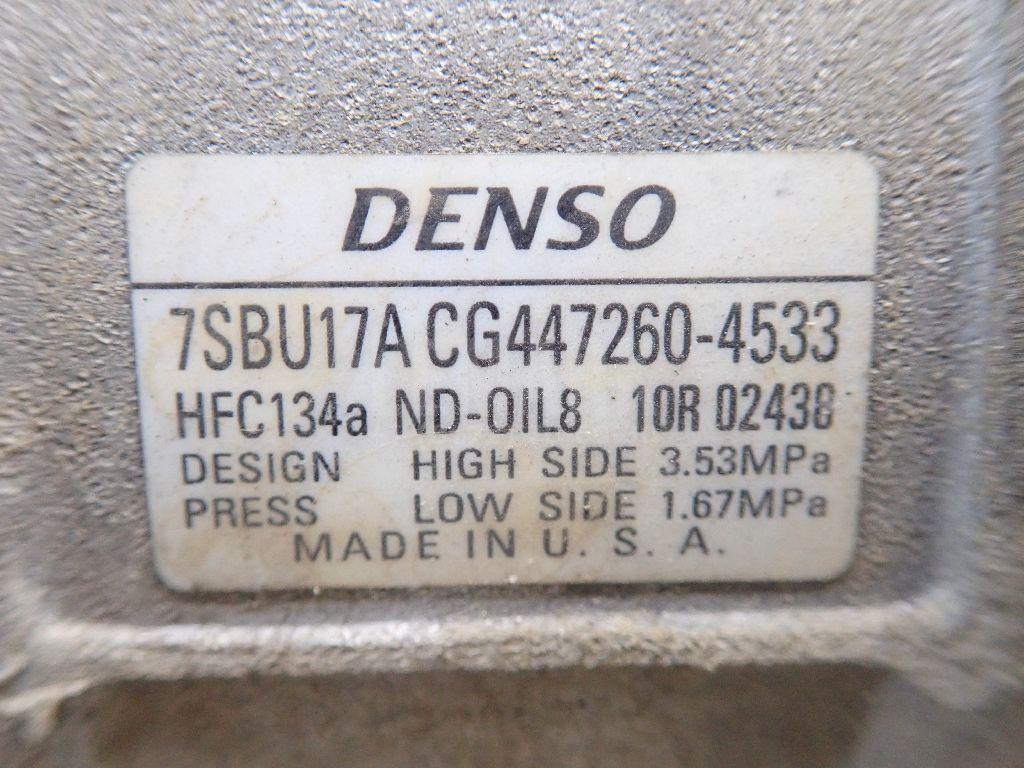 DENSO
7SBU17A CG447260-4533
HFC134a ND-OIL8 10R 02438
DESIGN HIGH SIDE 3.53MPa
PRESS LOW SIDE 1.67MPa
MADE IN U. S. A.